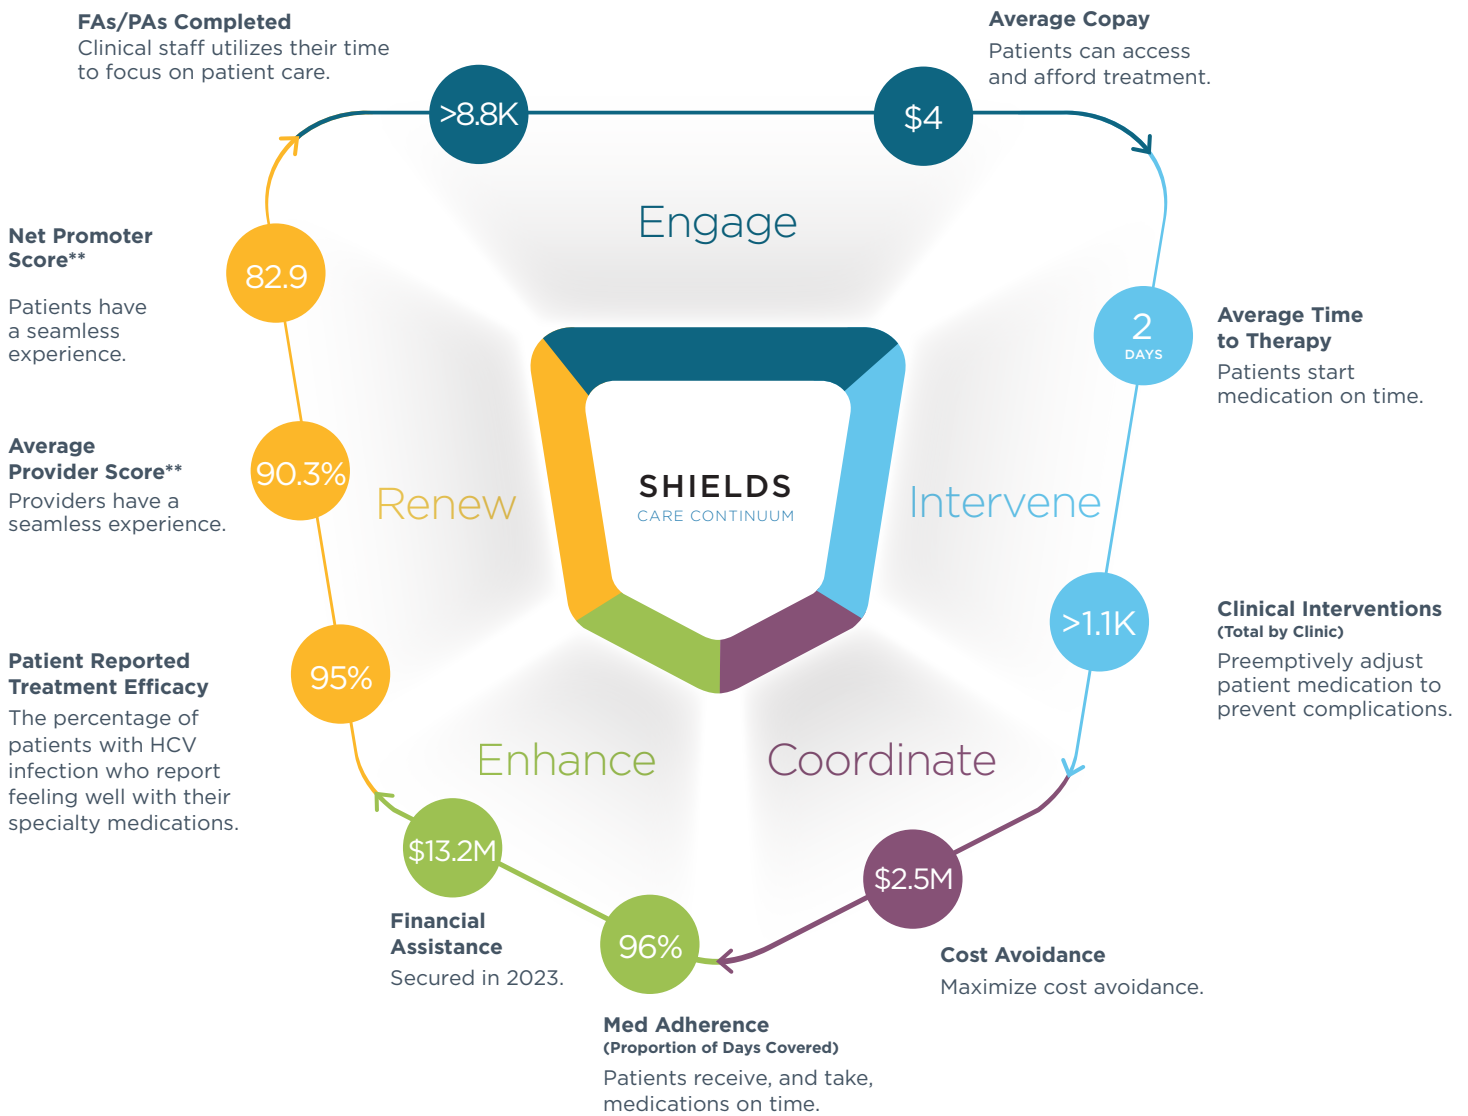 FAs/PAs Completed
Clinical staff utilizes their time
to focus on patient care.
>8.8K
Average Copay
Patients can access
and afford treatment.
$4
Engage
Average Time
to Therapy
Patients start
medication on time.
2
DAYS
Intervene
Clinical Interventions
(Total by Clinic)
Preemptively adjust
patient medication to
prevent complications.
>1.1K
Coordinate
$2.5M
Cost Avoidance
Maximize cost avoidance.
Enhance
96%
Med Adherence
(Proportion of Days Covered)
Patients receive, and take,
medications on time.
$13.2M
Financial
Assistance
Secured in 2023.
Renew
95%
Patient Reported
Treatment Efficacy
The percentage of
patients with HCV
infection who report
feeling well with their
specialty medications.
90.3%
Average
Provider Score**
Providers have a
seamless experience.
82.9
Net Promoter
Score**
Patients have
a seamless
experience.
SHIELDS
CARE CONTINUUM